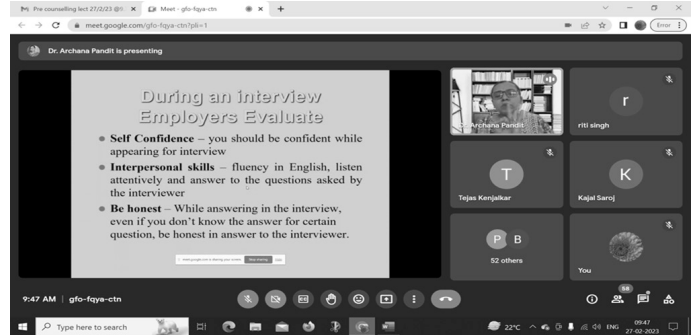 Pre counselling lect 27/2/23 @9
Meet - gfo-fqya-ctn
meet.google.com/gfo-fqya-ctn?pli=1
Error
Dr. Archana Pandit is presenting
During an interview
Employers Evaluate
Self Confidence – you should be confident while
appearing for interview
Interpersonal skills – fluency in English, listen
attentively and answer to the questions asked by
the interviewer
Be honest – While answering in the interview,
even if you don't know the answer for certain
question, be honest in answer to the interviewer.
Stop sharing
Dr. Archana Pandit
r
riti singh
T
Tejas Kenjalkar
K
Kajal Saroj
P B
52 others
You
9:47 AM | gfo-fqya-ctn
58
Type here to search
22°C
ENG
09:47
27-02-2023